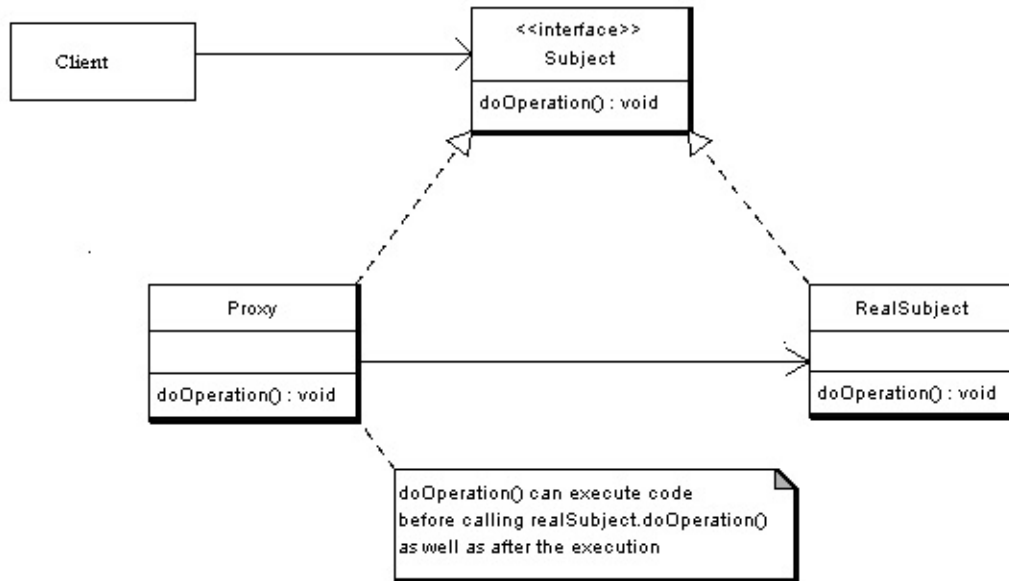 Client
<<interface>>
Subject
doOperation() : void
Proxy
doOperation() : void
RealSubject
doOperation() : void
doOperation() can execute code
before calling realSubject.doOperation()
as well as after the execution